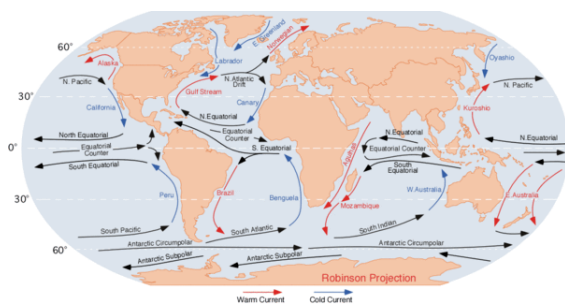 60°
E. Greenland
Norwegian
Labrador
Alaska
Oyashio
N. Pacific
N. Atlantic
Drift
N. Pacific
30°
Gulf Stream
Canary
California
Kuroshio
North Equatorial
N.Equatorial
N.Equatorial
N.Equatorial
Equatorial
Counter
0°
Equatorial
Counter
Equatorial Counter
S. Equatorial
South
Equatorial
South Equatorial
Agulhas
Peru
Brazil
Benguela
Mozambique
W.Australia
E. Australia
30°
South Pacific
South Atlantic
South Indian
60°
Antarctic Circumpolar
Antarctic Circumpolar
Antarctic Subpolar
Antarctic Subpolar
Robinson Projection
Warm Current
Cold Current